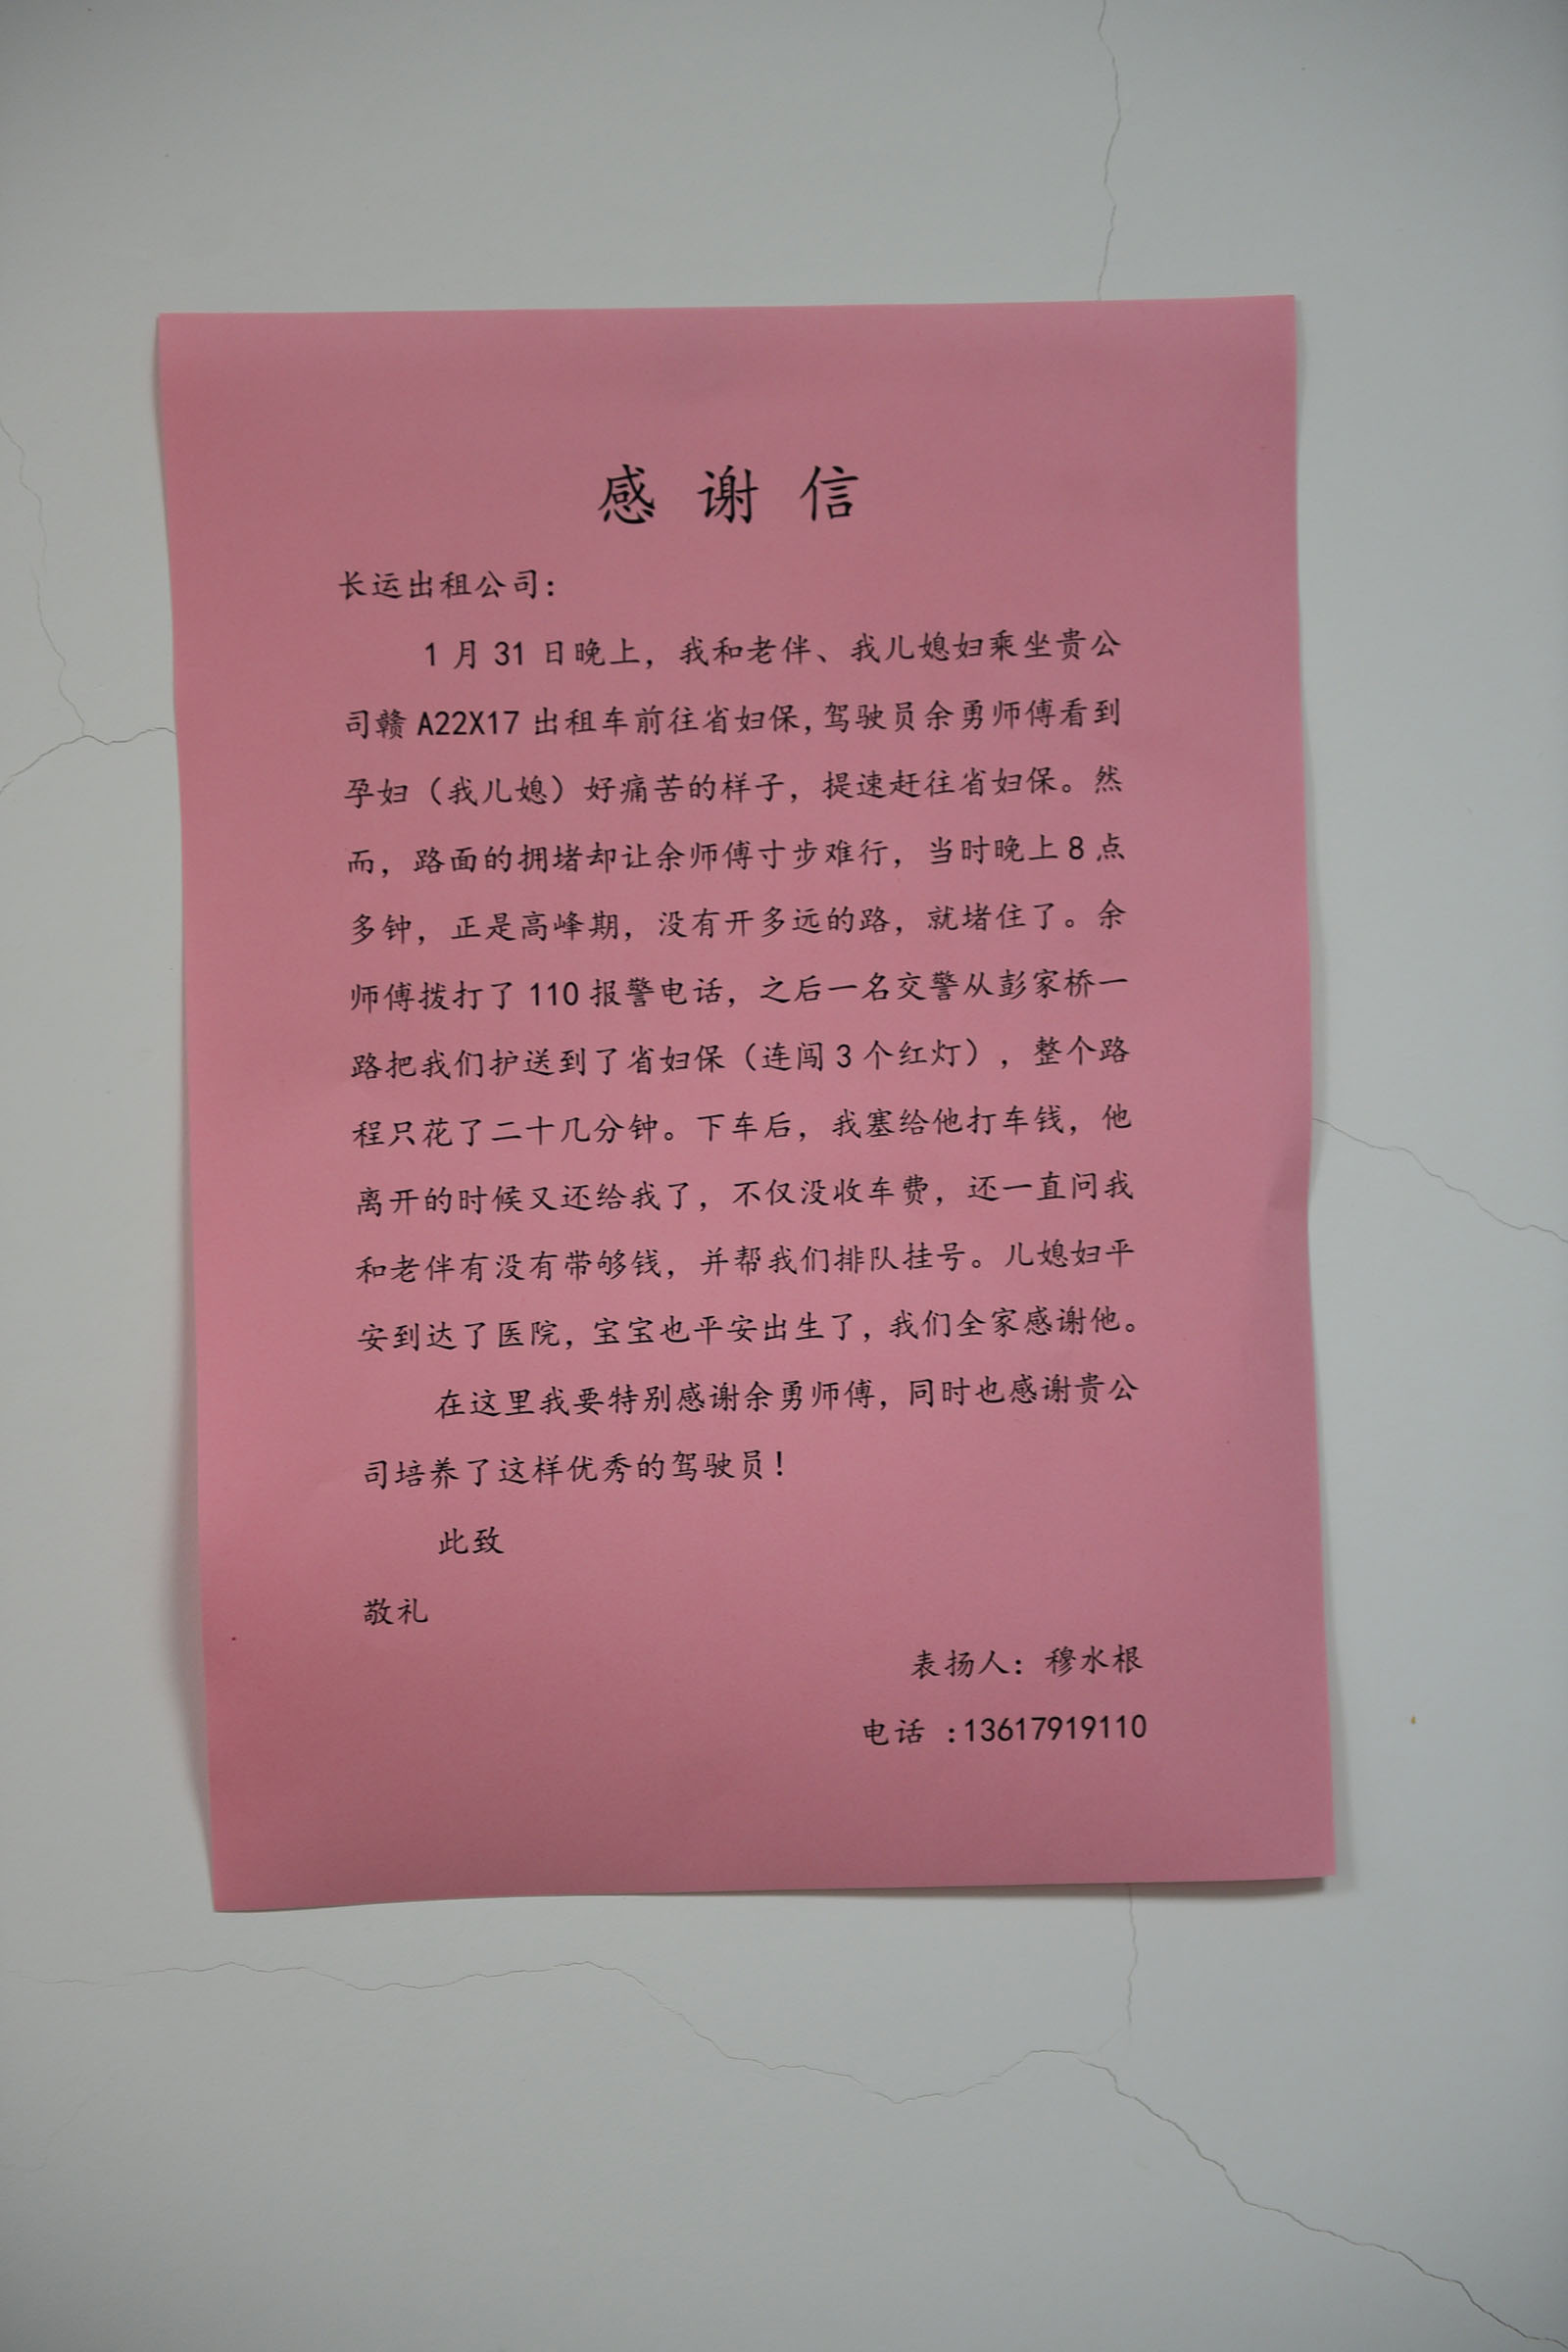 感谢信
长运出租公司：
1月31日晚上，我和老伴、我儿媳妇乘坐贵公
司赣A22X17出租车前往省妇保，驾驶员余勇师傅看到
孕妇（我儿媳）好痛苦的样子，提速赶往省妇保。然
而，路面的拥堵却让余师傅寸步难行，当时晚上8点
多钟，正是高峰期，没有开多远的路，就堵住了。余
师傅拨打了110报警电话，之后一名交警从彭家桥一
路把我们护送到了省妇保（连闯3个红灯），整个路
程只花了二十几分钟。下车后，我塞给他打车钱，他
离开的时候又还给我了，不仅没收车费，还一直问我
和老伴有没有带够钱，并帮我们排队挂号。儿媳妇平
安到达了医院，宝宝也平安出生了，我们全家感谢他。
在这里我要特别感谢余勇师傅，同时也感谢贵公
司培养了这样优秀的驾驶员！
此致
敬礼
表扬人：穆水根
电话 :13617919110